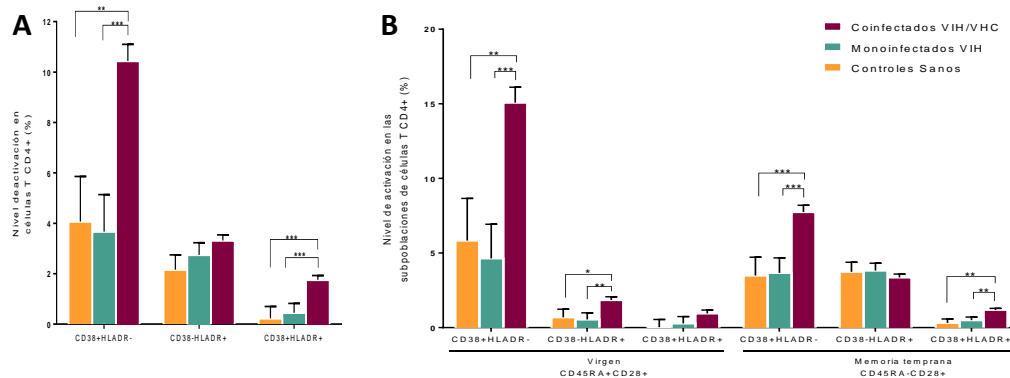 A
Nivel deactivación en
células T CD4+ (%)
12
10
8
6
4
2
0
**
***
***
***
CD38+HLADR-
CD38-HLADR+
CD38+HLADR+
B
Nivel de activación en las
subpoblaciones de células T CD4+ (%)
20
15
10
5
0
**
***
*
**
***
***
**
**
Coinfectados VIH/VHC
Monoinfectados VIH
Controles Sanos
CD38+HLADR-
CD38-HLADR+
CD38+HLADR+
CD38+HLADR-
CD38-HLADR+
CD38+HLADR+
Virgen
CD45RA+CD28+
Memoria temprana
CD45RA-CD28+